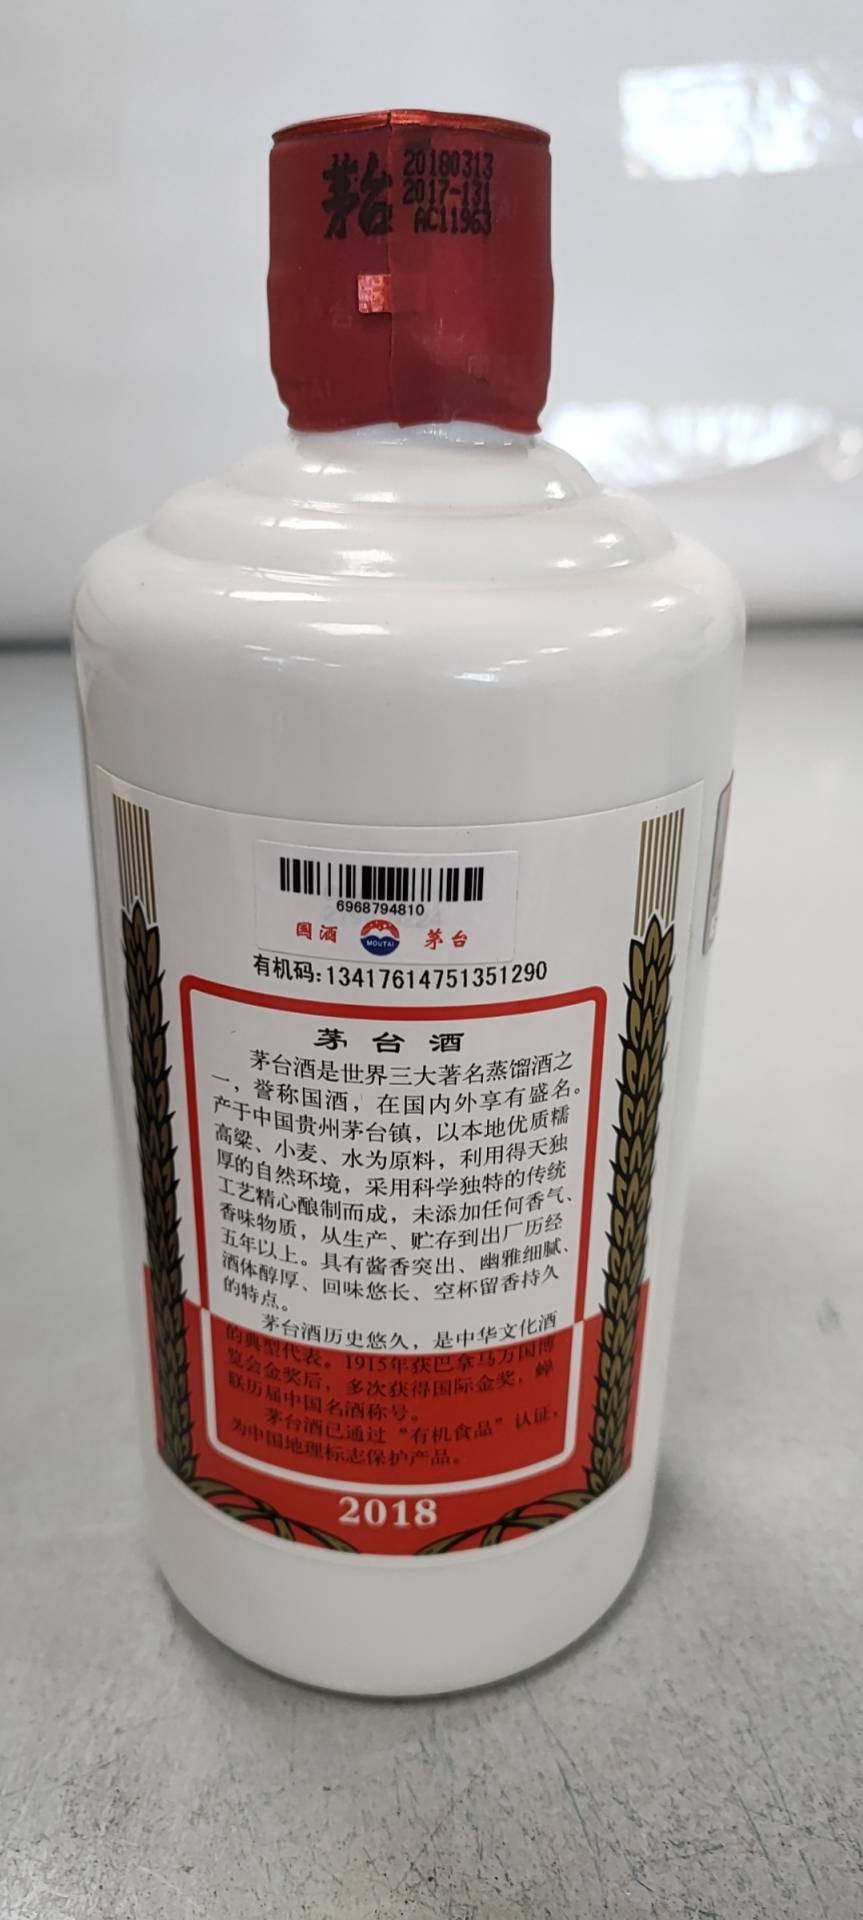 茅台
20180313
2017-131
AC11963
6968794810
国酒
MOUTAI
茅台
有机码:13417614751351290
茅台酒
茅台酒是世界三大著名蒸馏酒之
一，誉称国酒，在国内外享有盛名。
产于中国贵州茅台镇，以本地优质糯
高粱、小麦、水为原料，利用得天独
厚的自然环境，采用科学独特的传统
工艺精心酿制而成，未添加任何香气、
香味物质，从生产、贮存到出厂历经
五年以上。具有酱香突出、幽雅细腻、
酒体醇厚、回味悠长、空杯留香持久
的特点。
茅台酒历史悠久，是中华文化酒
的典型代表。1915年获巴拿马万国博
览会金奖后，多次获得国际金奖，蝉
联历届中国名酒称号。
茅台酒已通过“有机食品”认证，
为中国地理标志保护产品。
2018